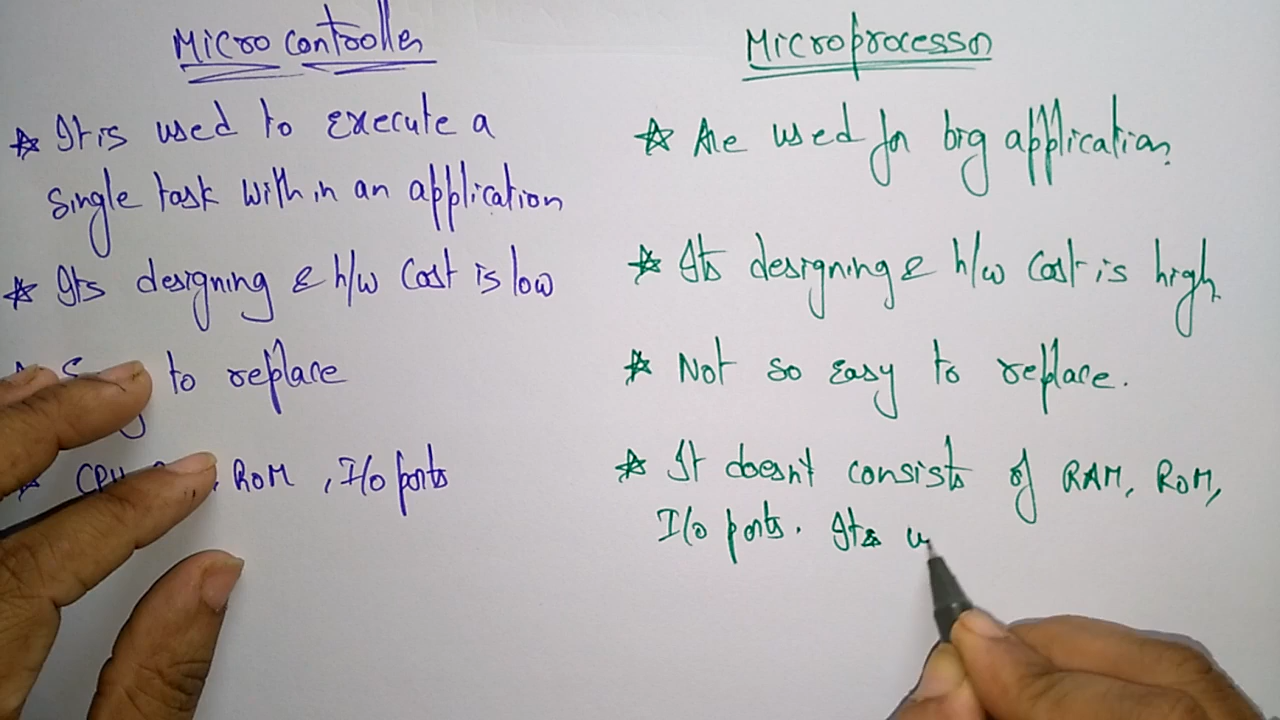 Micro controller
☆ It is used to execute a
single task within an application
☆ Its designing & h/w cost is low
to replace
ROM, I/o ports
Microprocessor
☆ Are used for big application.
☆ Its designing & h/w cost is high.
☆ Not so easy to replace.
☆ It doesn't consists of RAM, ROM,
I/o ports. Its